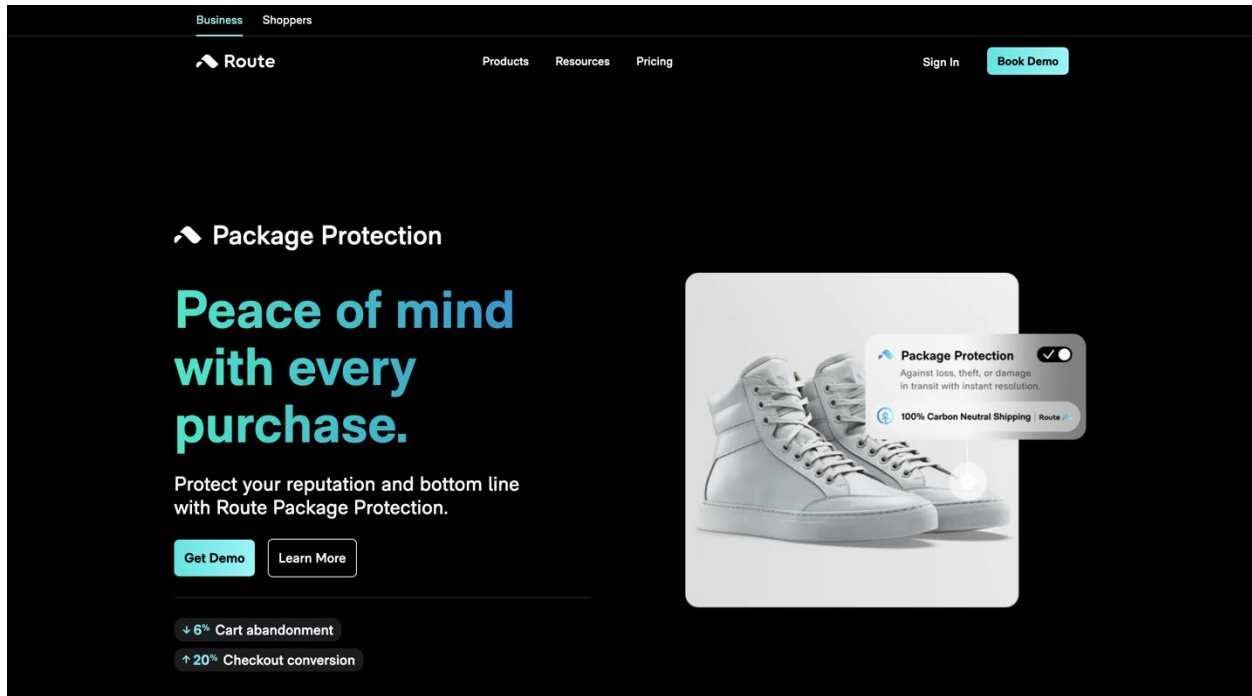 Business Shoppers
Route
Products Resources Pricing
Sign In Book Demo
Package Protection
Peace of mind
with every
purchase.
Protect your reputation and bottom line
with Route Package Protection.
Get Demo Learn More
↓6% Cart abandonment
↑20% Checkout conversion
Package Protection
Against loss, theft, or damage
in transit with instant resolution.
100% Carbon Neutral Shipping | Route